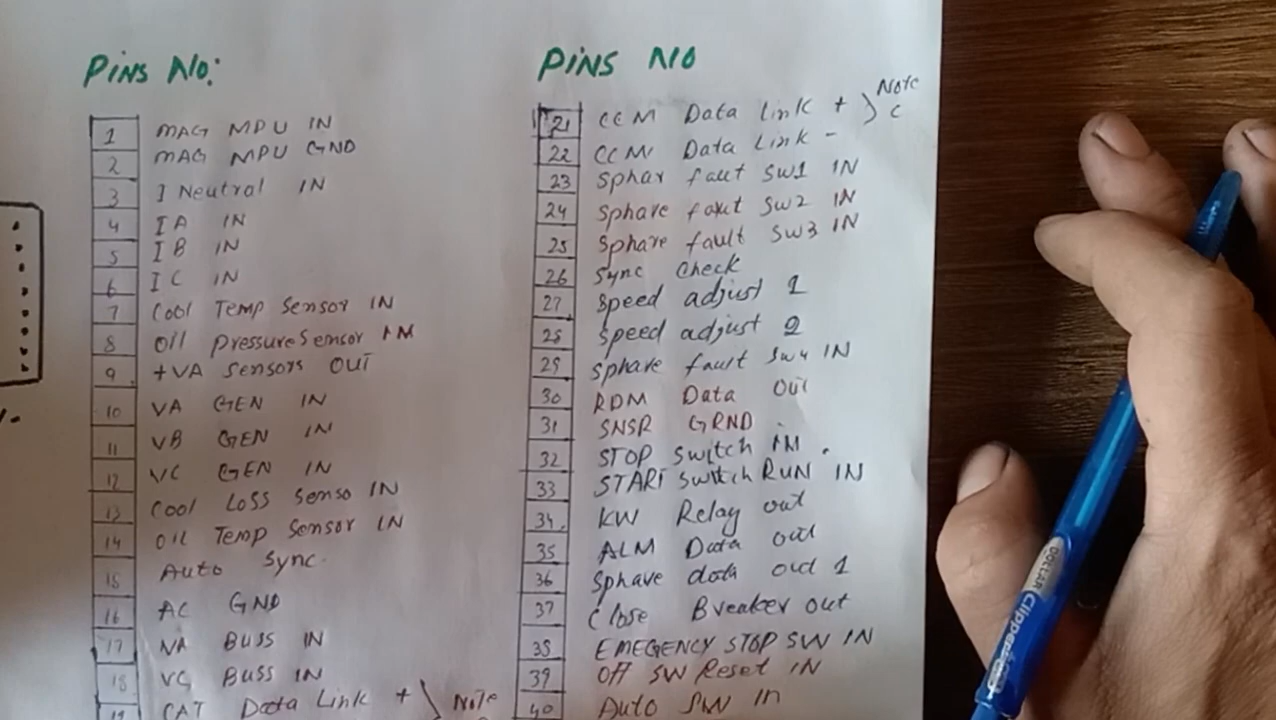 Pins No:
1 MAG MPU IN
2 MAG MPU GND
3 I Neutral IN
4 IA IN
5 IB IN
6 IC IN
7 Cool Temp Sensor IN
8 Oil Pressure Sensor IN
9 +VA Sensors OUT
10 VA GEN IN
11 VB GEN IN
12 VC GEN IN
13 Cool Loss Senso IN
14 OIL Temp Sensor IN
15 Auto Sync.
16 AC GND
17 VA BUSS IN
18 VC BUSS IN
19 CAT Data Link + Note
Pins No
21 CCM Data Link + Note
22 CCM Data Link - C
23 Sphar faut SW1 IN
24 Sphare faut SW2 IN
25 Sphare fault SW3 IN
26 Sync Check
27 Speed adjust 1
28 Speed adjust 2
29 Sphare fault Sw4 IN
30 RDM Data Out
31 SNSR GRND
32 STOP Switch IN
33 START Switch RUN IN
34 KW Relay out
35 ALM Data out
36 Sphave data out 1
37 Close Breaker out
38 EMEGENCY STOP SW IN
39 Off SW Reset IN
40 Auto SW in
DOLLAR Clipper